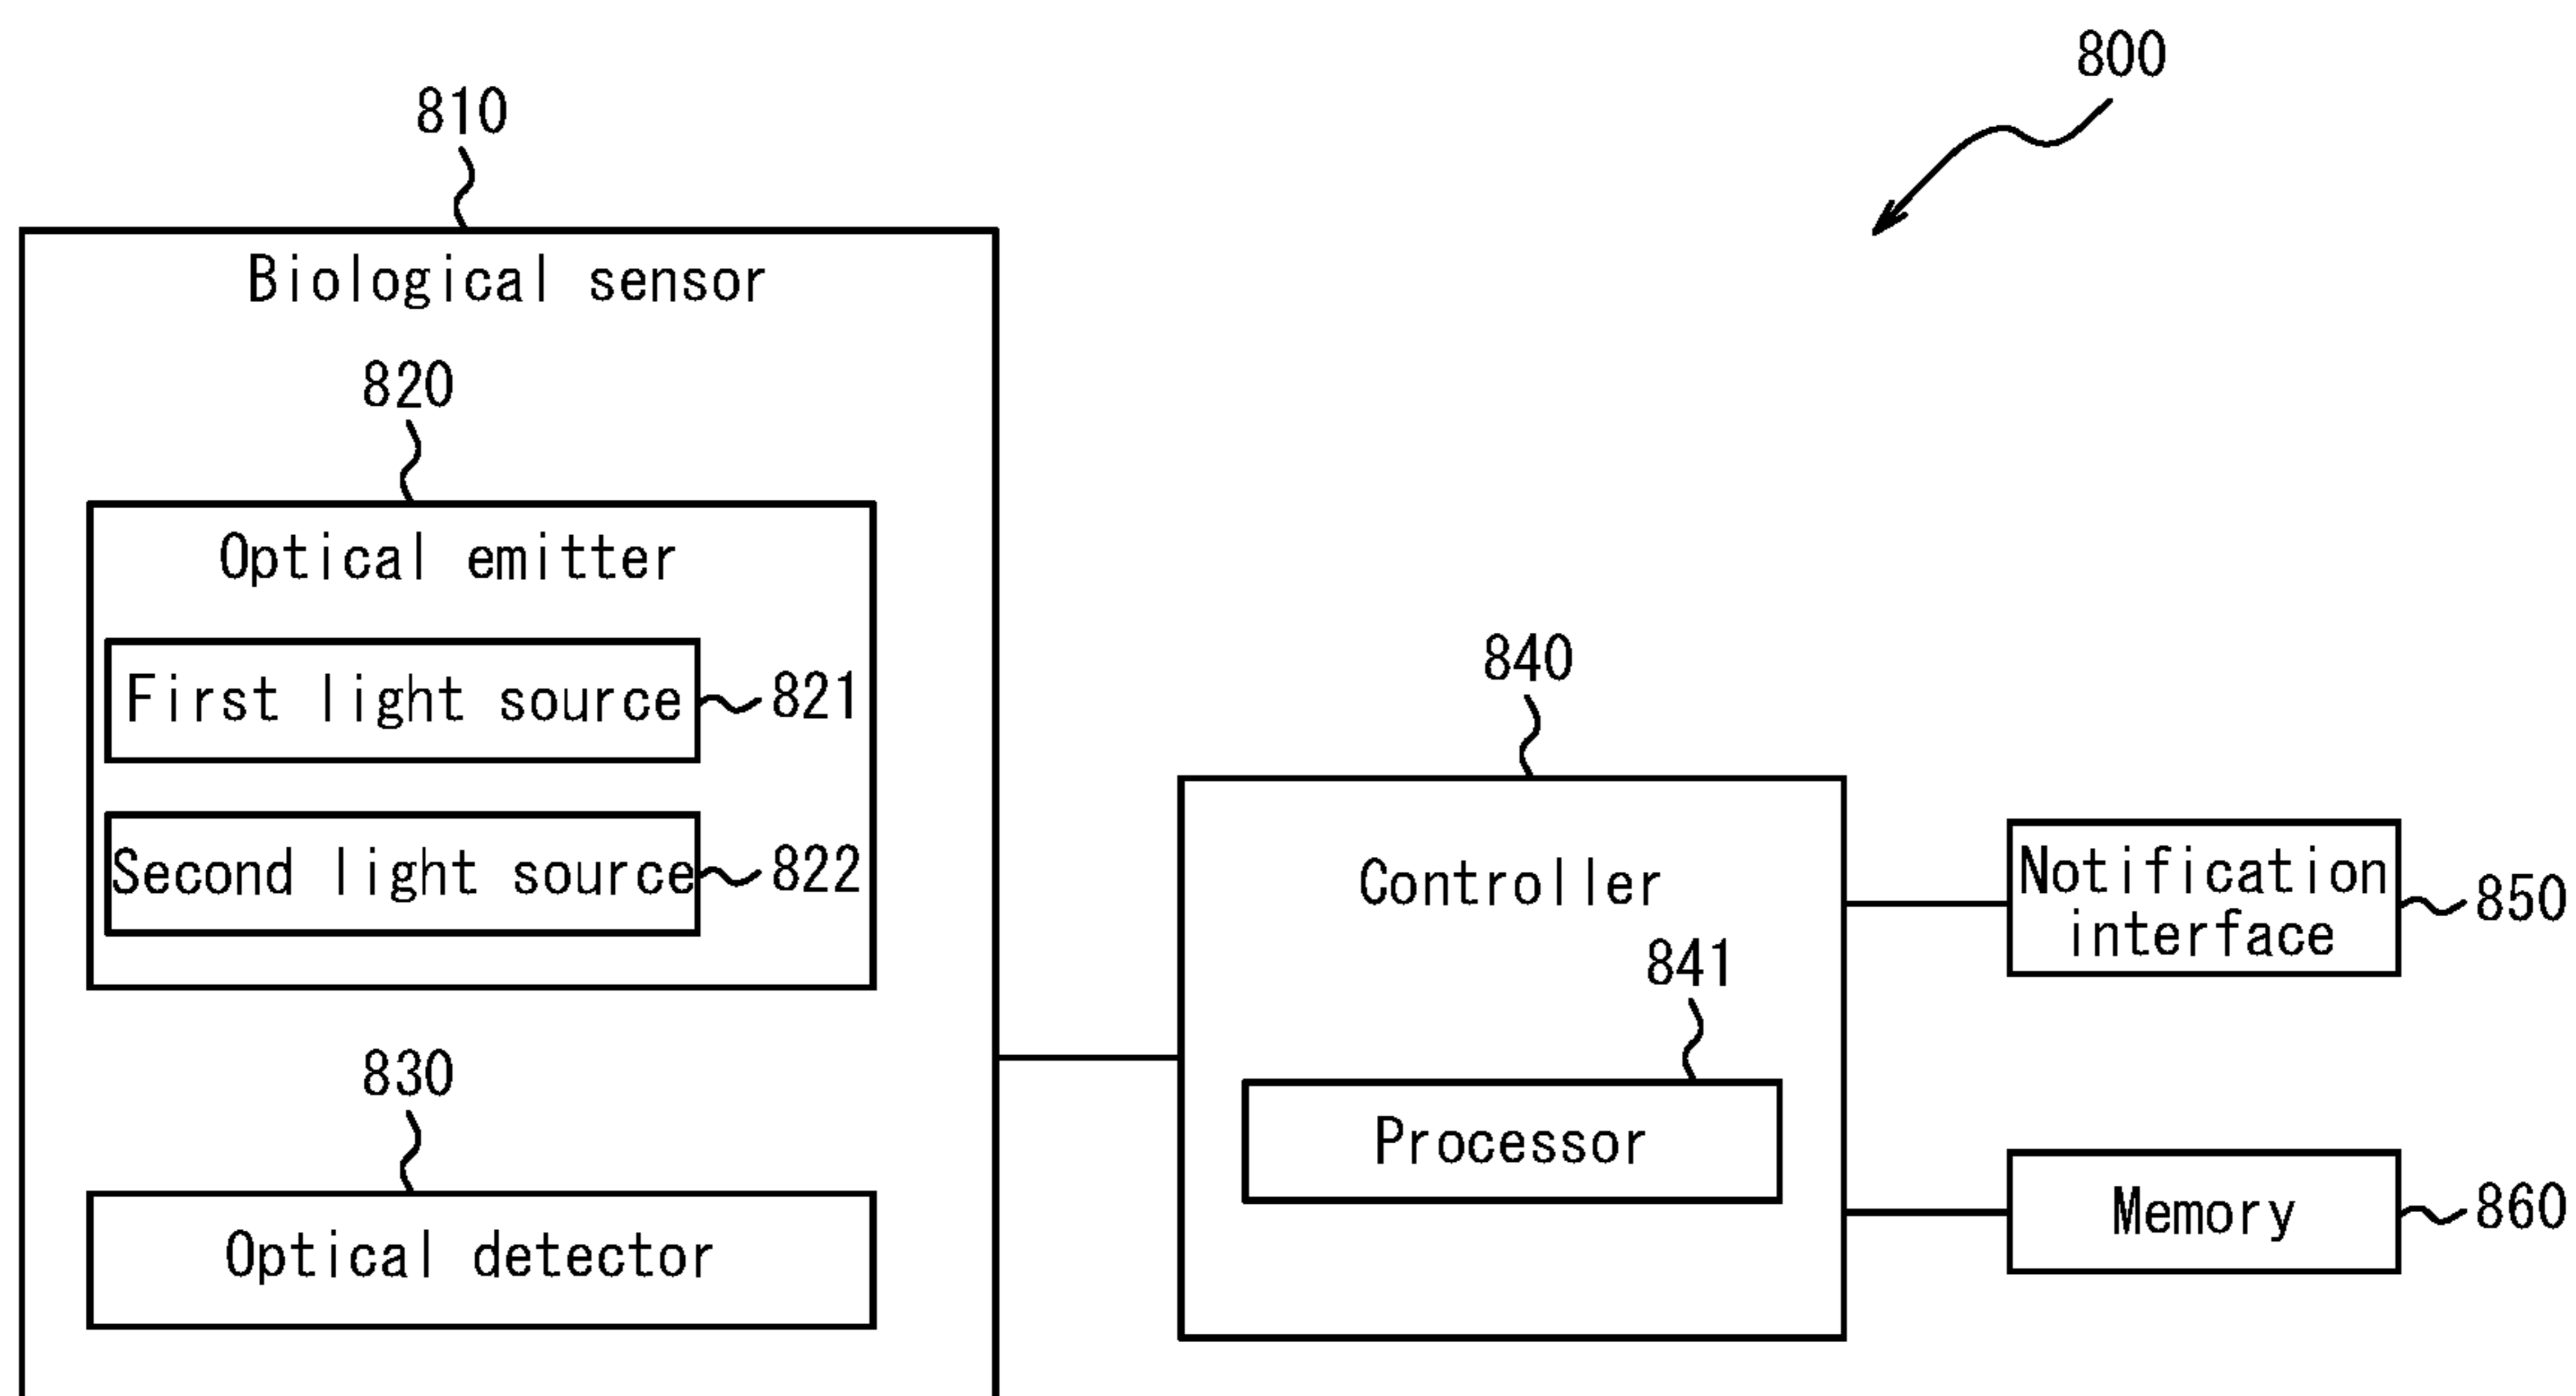 800
810
Biological sensor
820
Optical emitter
First light source
821
Second light source
822
830
Optical detector
840
Controller
841
Processor
Notification
interface
850
Memory
860